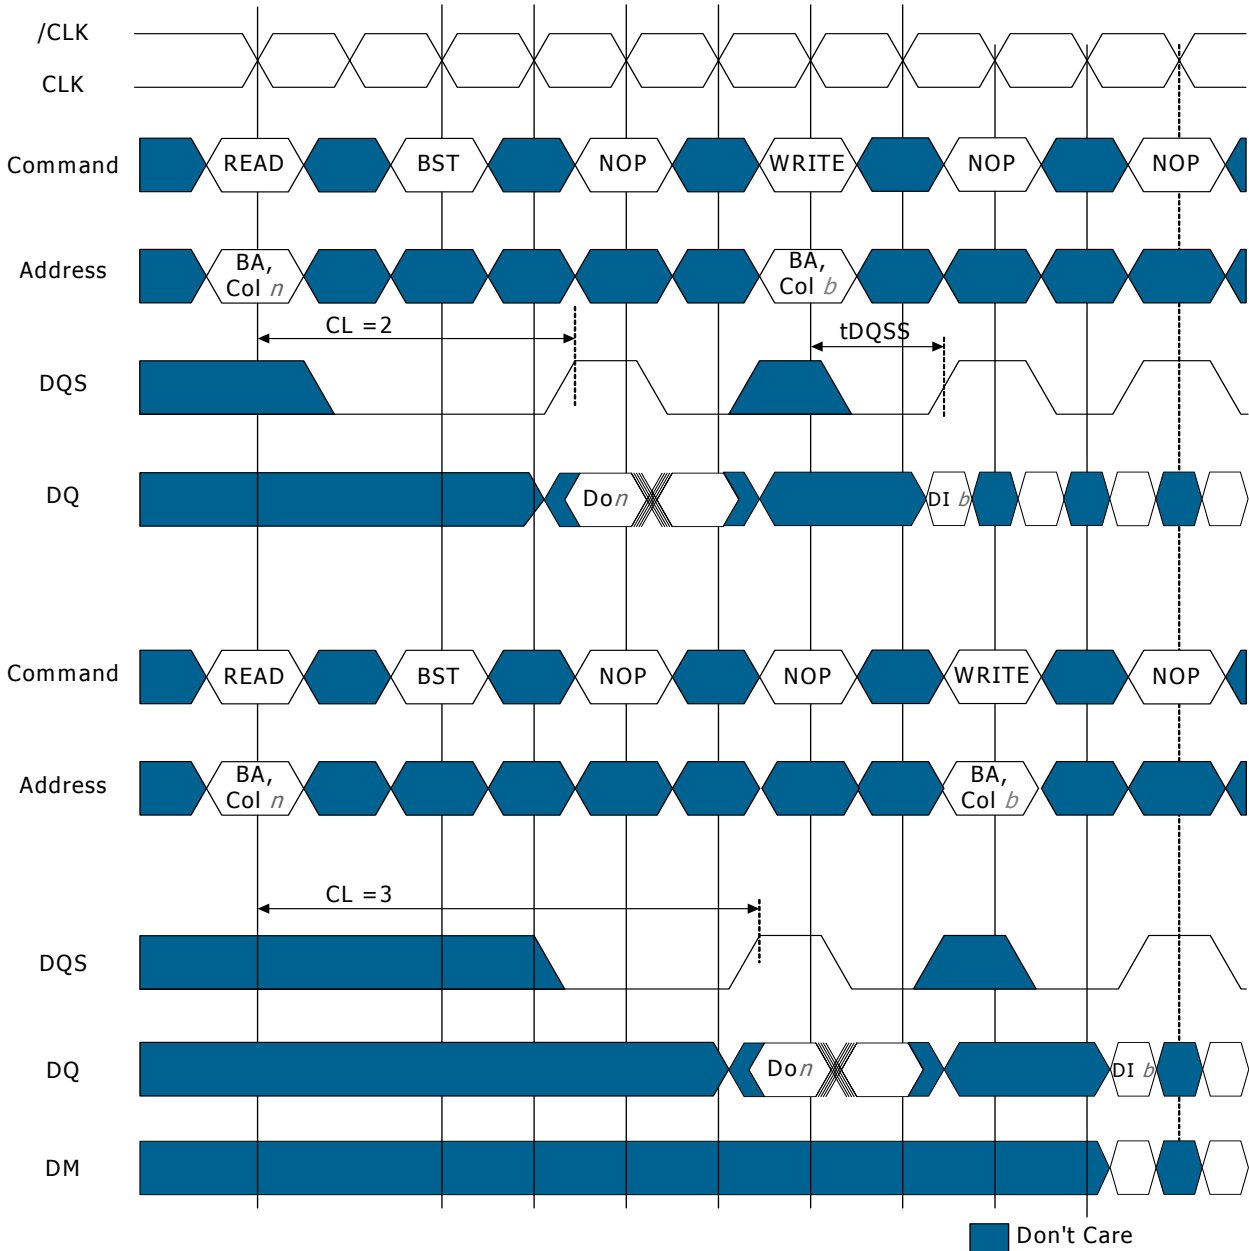 /CLK
CLK
Command READ BST NOP WRITE NOP NOP
Address BA, Col n BA, Col b
CL =2 tDQSS
DQS
DQ Don DI b
Command READ BST NOP NOP WRITE NOP
Address BA, Col n BA, Col b
CL =3
DQS
DQ Don DI b
DM
Don't Care